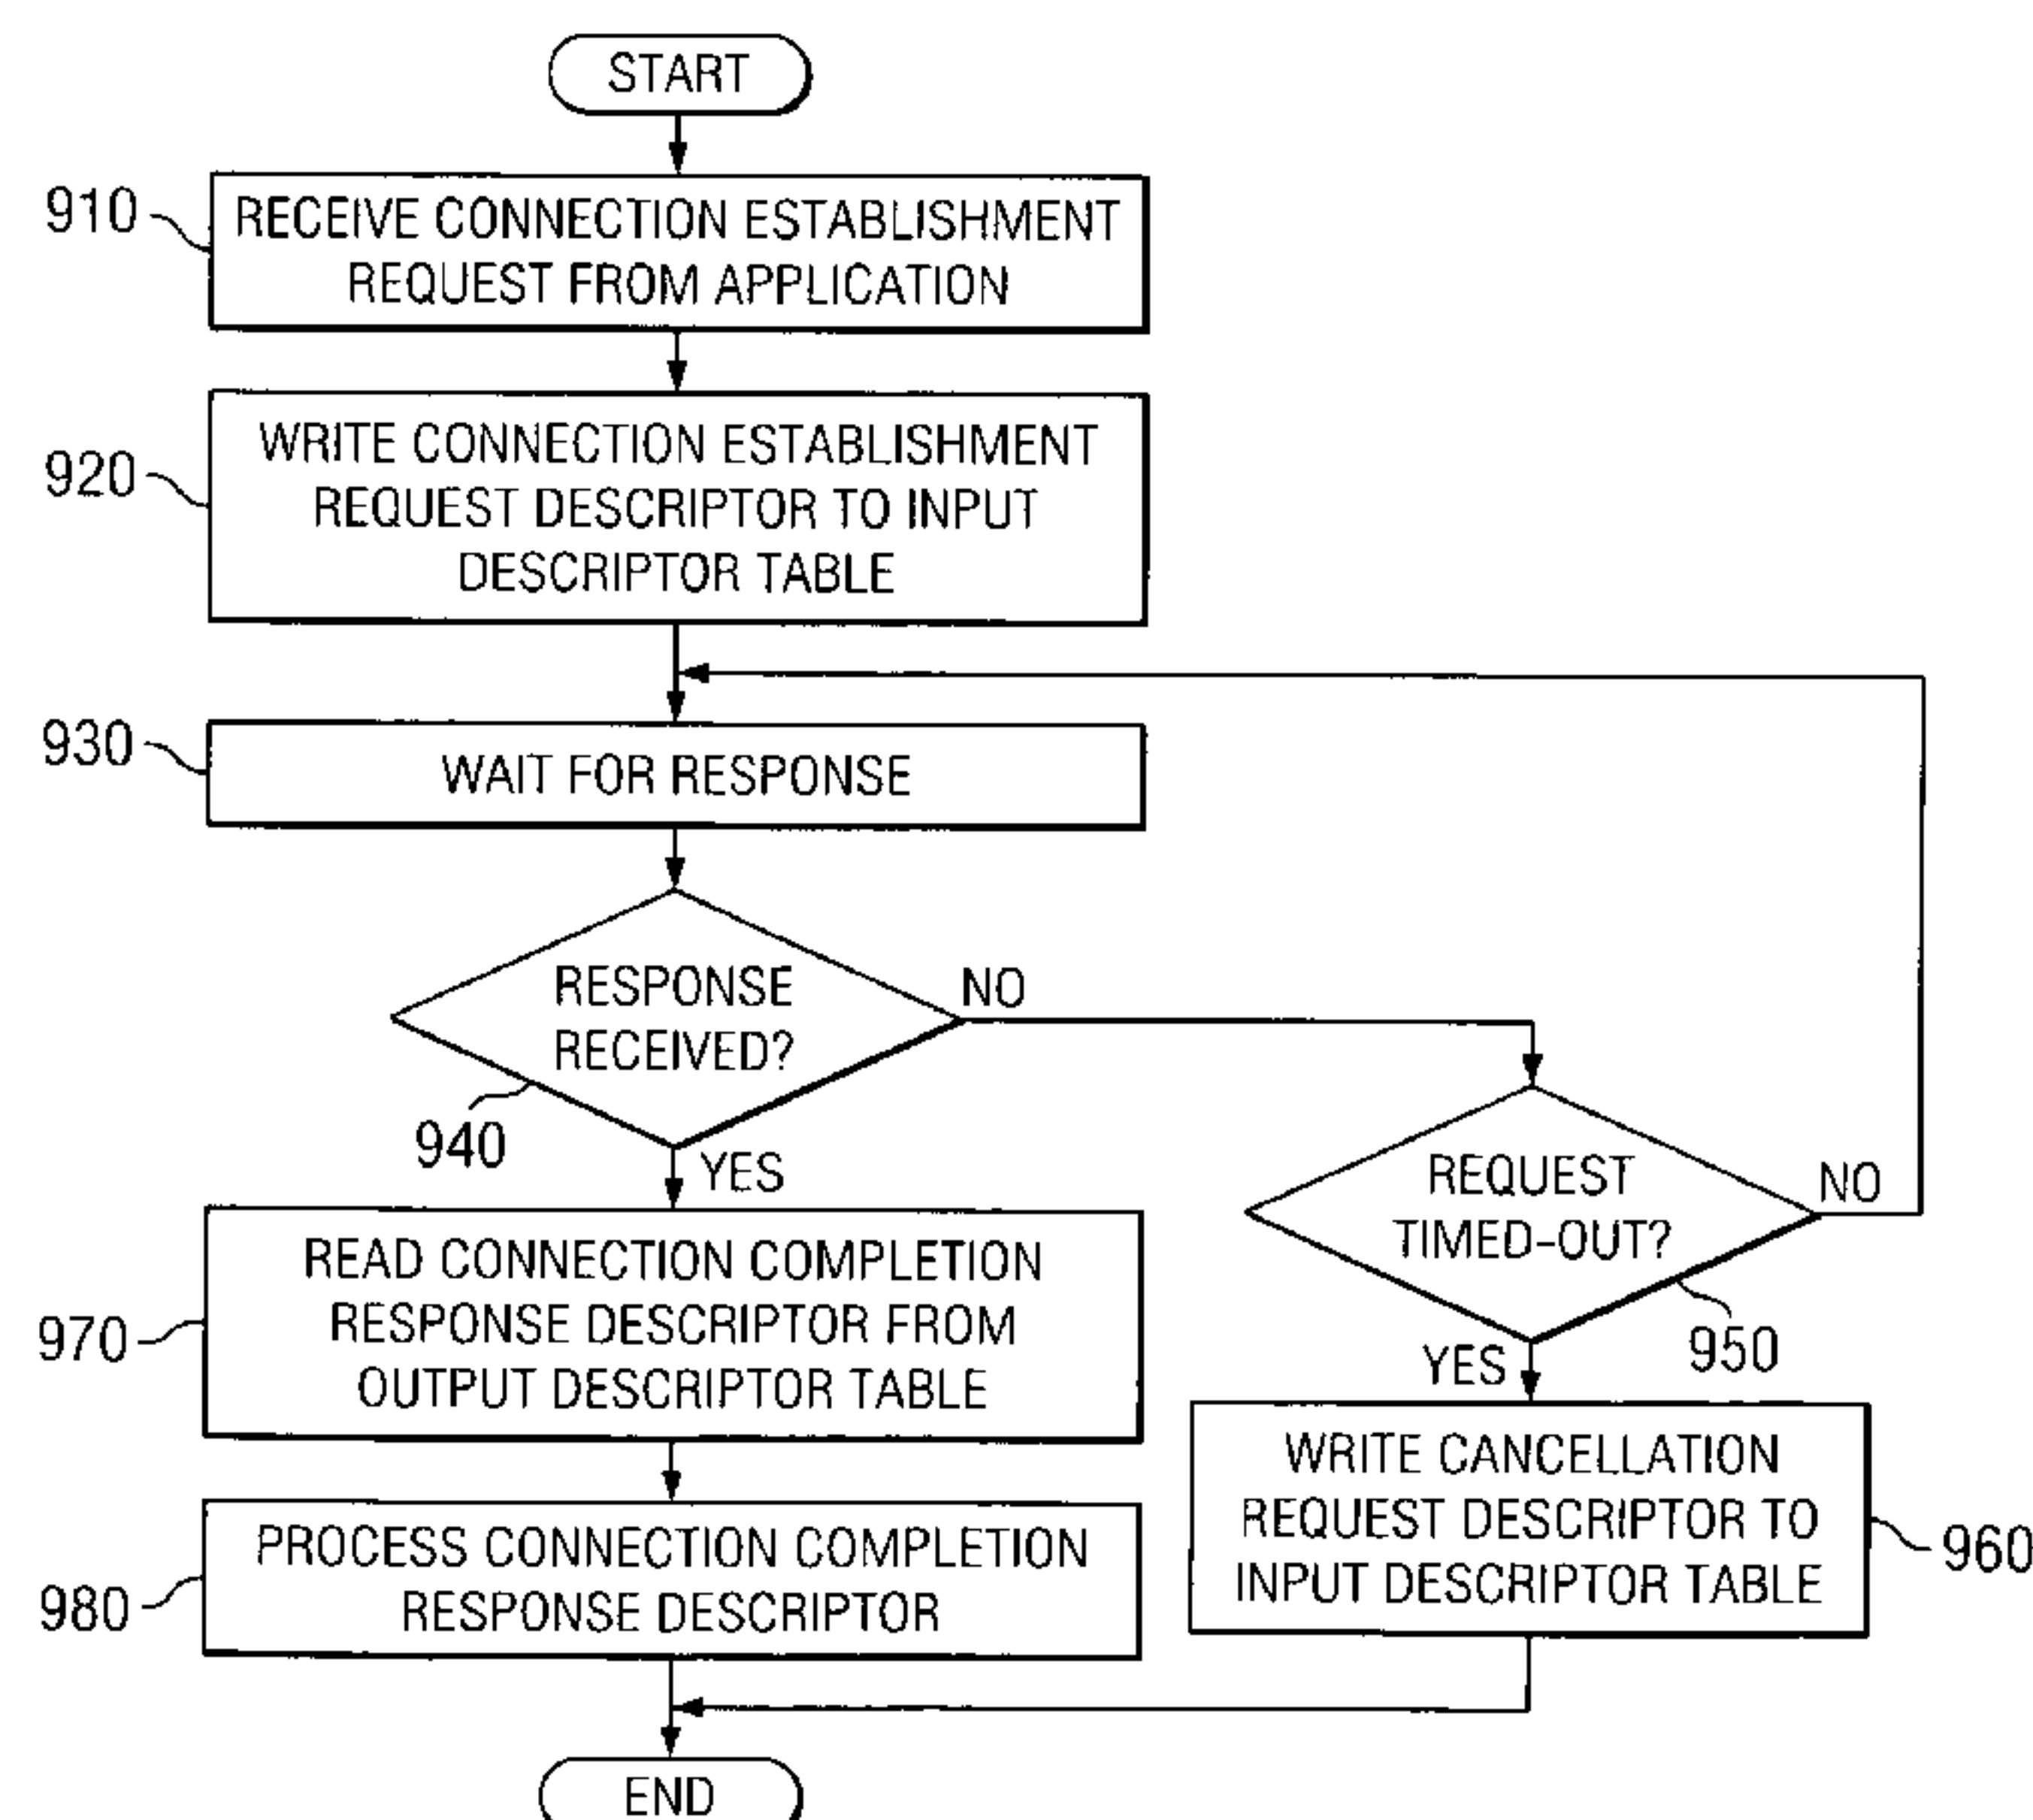 START
910
RECEIVE CONNECTION ESTABLISHMENT
REQUEST FROM APPLICATION
920
WRITE CONNECTION ESTABLISHMENT
REQUEST DESCRIPTOR TO INPUT
DESCRIPTOR TABLE
930
WAIT FOR RESPONSE
RESPONSE
RECEIVED?
NO
940
YES
REQUEST
TIMED-OUT?
NO
950
YES
970
READ CONNECTION COMPLETION
RESPONSE DESCRIPTOR FROM
OUTPUT DESCRIPTOR TABLE
WRITE CANCELLATION
REQUEST DESCRIPTOR TO
INPUT DESCRIPTOR TABLE
960
980
PROCESS CONNECTION COMPLETION
RESPONSE DESCRIPTOR
END